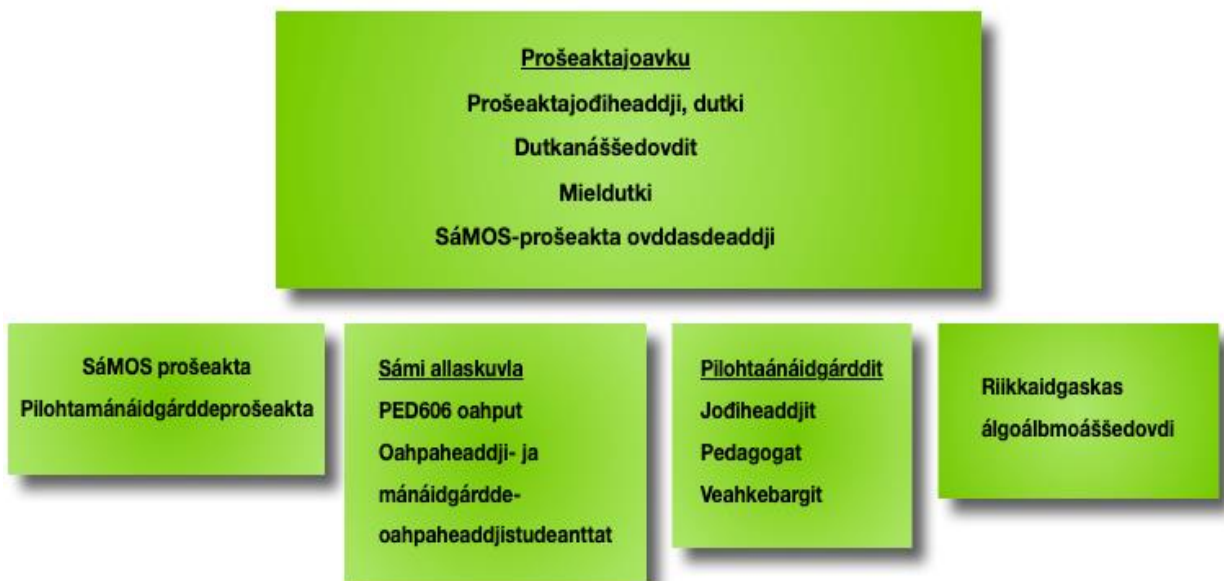 Prošeaktajoavku
Prošeaktajođiheaddji, dutki
Dutkanáššedovdit
Mieldutki
SáMOS-prošeakta ovddasdeaddji
SáMOS prošeakta
Pilohtamánáidgárddeprošeakta
Sámi allaskuvla
PED606 oahput
Oahpaheaddji- ja
mánáidgárdde-
oahpaheaddjistudeanttat
Pilohtaánáidgárddit
Jođiheaddjit
Pedagogat
Veahkebargit
Riikkaidgaskas
álgoálbmoáššedovdi